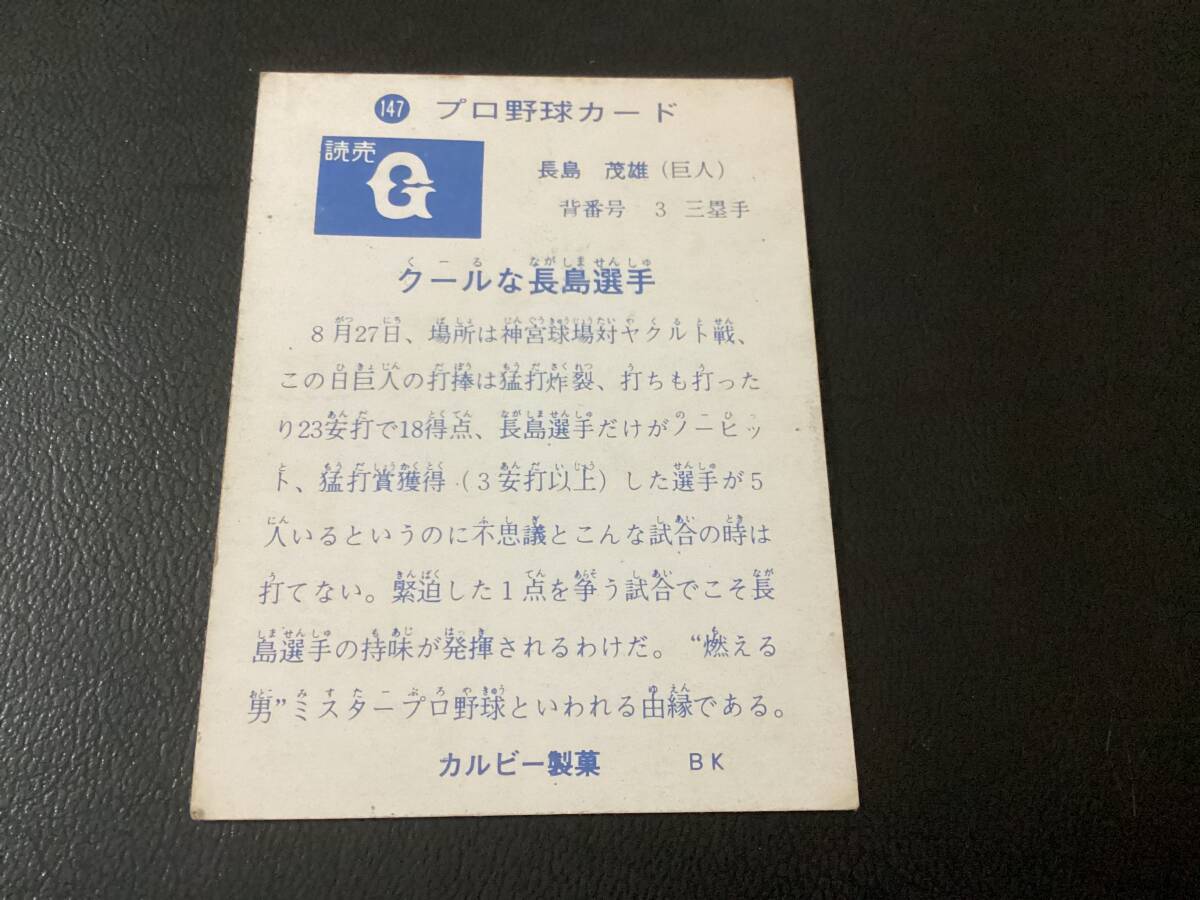 147 プロ野球カード
読売
G
長島 茂雄(巨人)
背番号 3 三塁手
クールな長島選手
8月27日、場所は神宮球場対ヤクルト戦、
この日巨人の打捧は猛打炸裂、打ちも打った
り23安打で18得点、長島選手だけがノーヒッ
ト、猛打賞獲得(3安打以上)した選手が5
人いるというのに不思議とこんな試合の時は
打てない。緊迫した1点を争う試合でこそ長
島選手の持味が発揮されるわけだ。“燃える
男”ミスタープロ野球といわれる由縁である。
カルビー製菓 BK